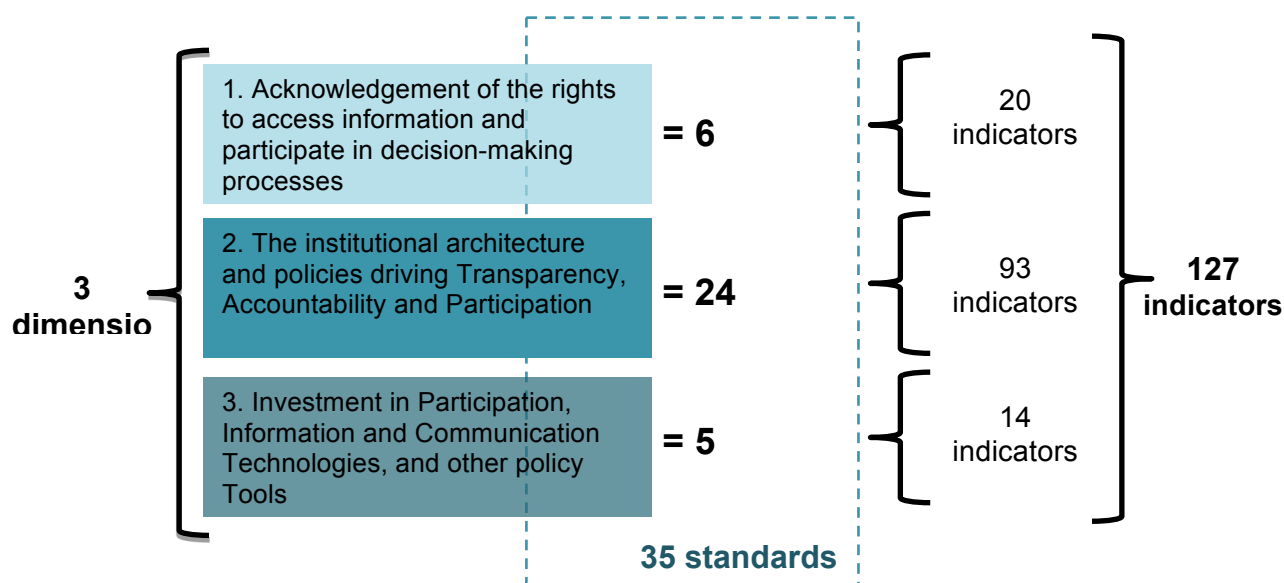 3
dimensio
1. Acknowledgement of the rights
to access information and
participate in decision-making
processes
= 6
20
indicators
2. The institutional architecture
and policies driving Transparency,
Accountability and Participation
= 24
93
indicators
3. Investment in Participation,
Information and Communication
Technologies, and other policy
Tools
= 5
14
indicators
127
indicators
35 standards